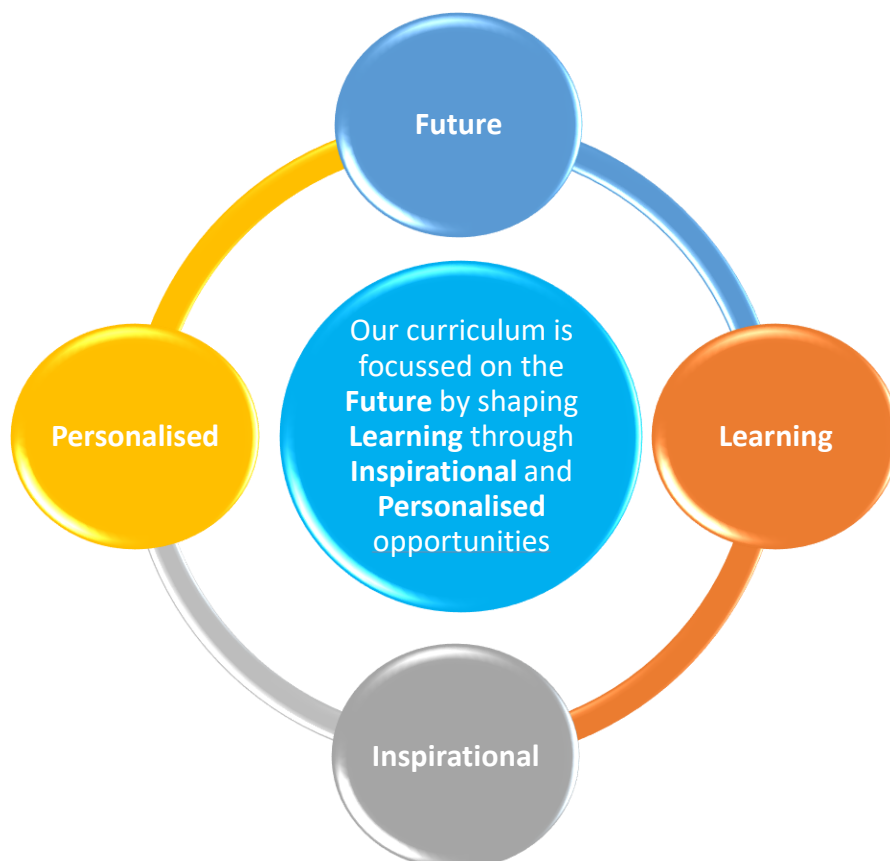 Future
Our curriculum is
focussed on the
Future by shaping
Learning through
Inspirational and
Personalised
opportunities
Personalised
Learning
Inspirational